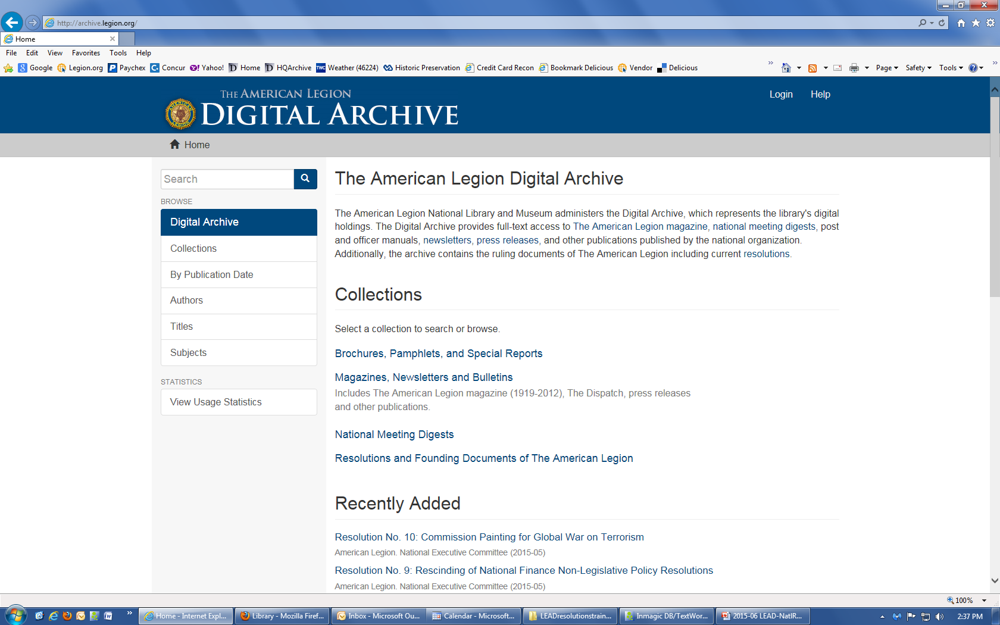 http://archive.legion.org/
Home
File Edit View Favorites Tools Help
Google Legion.org Paychex Concur Yahoo! Home HQArchive Weather (46224) Historic Preservation Credit Card Recon Bookmark Delicious Vendor Delicious Page Safety Tools
THE AMERICAN LEGION
DIGITAL ARCHIVE
Login Help
Home
Search
BROWSE
Digital Archive
Collections
By Publication Date
Authors
Titles
Subjects
STATISTICS
View Usage Statistics
The American Legion Digital Archive
The American Legion National Library and Museum administers the Digital Archive, which represents the library's digital
holdings. The Digital Archive provides full-text access to The American Legion magazine, national meeting digests, post
and officer manuals, newsletters, press releases, and other publications published by the national organization.
Additionally, the archive contains the ruling documents of The American Legion including current resolutions.
Collections
Select a collection to search or browse.
Brochures, Pamphlets, and Special Reports
Magazines, Newsletters and Bulletins
Includes The American Legion magazine (1919-2012), The Dispatch, press releases
and other publications.
National Meeting Digests
Resolutions and Founding Documents of The American Legion
Recently Added
Resolution No. 10: Commission Painting for Global War on Terrorism
American Legion. National Executive Committee (2015-05)
Resolution No. 9: Rescinding of National Finance Non-Legislative Policy Resolutions
American Legion. National Executive Committee (2015-05)
100%
Home - Internet Expl... Library - Mozilla Firef... Inbox - Microsoft Ou... Calendar - Microsoft... LEADresolutionstrain... Inmagic DB/TextWor... 2015-06 LEAD-NatlR... 2:37 PM